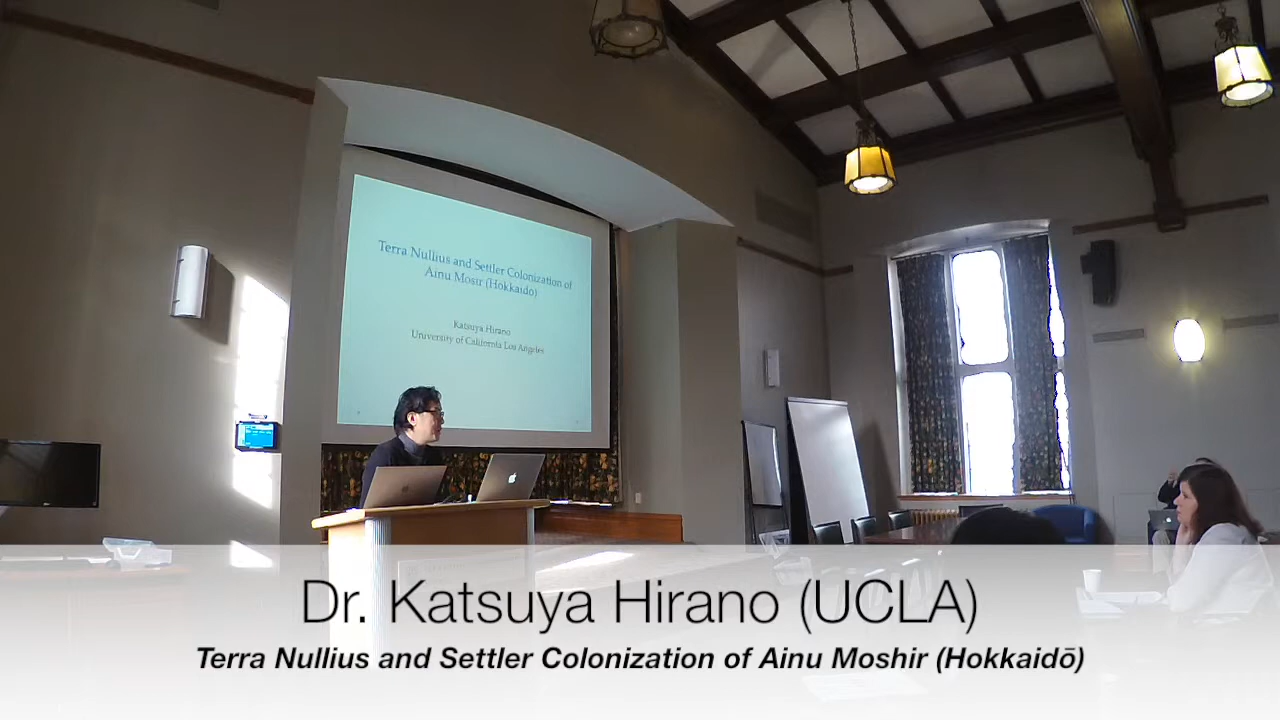 Terra Nullius and Settler Colonization of
Ainu Mosir (Hokkaido)
Katsuya Hirano
University of California Los Angeles
Dr. Katsuya Hirano (UCLA)
Terra Nullius and Settler Colonization of Ainu Moshir (Hokkaidō)